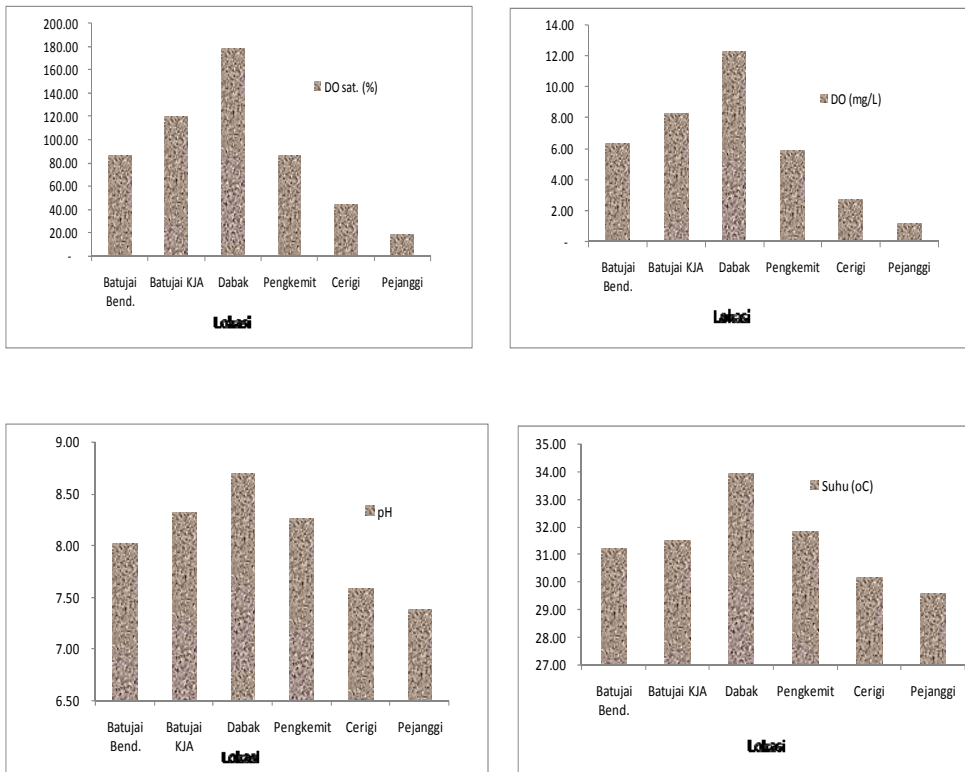 200.00
180.00
160.00
140.00
120.00
100.00
80.00
60.00
40.00
20.00
-
DO sat. (%)
Batujai Bend.
Batujai KJA
Dabak
Pengkemit
Cerigi
Pejanggi
Lokasi
14.00
12.00
10.00
8.00
6.00
4.00
2.00
-
DO (mg/L)
Batujai Bend.
Batujai KJA
Dabak
Pengkemit
Cerigi
Pejanggi
Lokasi
9.00
8.50
8.00
7.50
7.00
6.50
pH
Batujai Bend.
Batujai KJA
Dabak
Pengkemit
Cerigi
Pejanggi
Lokasi
35.00
34.00
33.00
32.00
31.00
30.00
29.00
28.00
27.00
Suhu (oC)
Batujai Bend.
Batujai KJA
Dabak
Pengkemit
Cerigi
Pejanggi
Lokasi